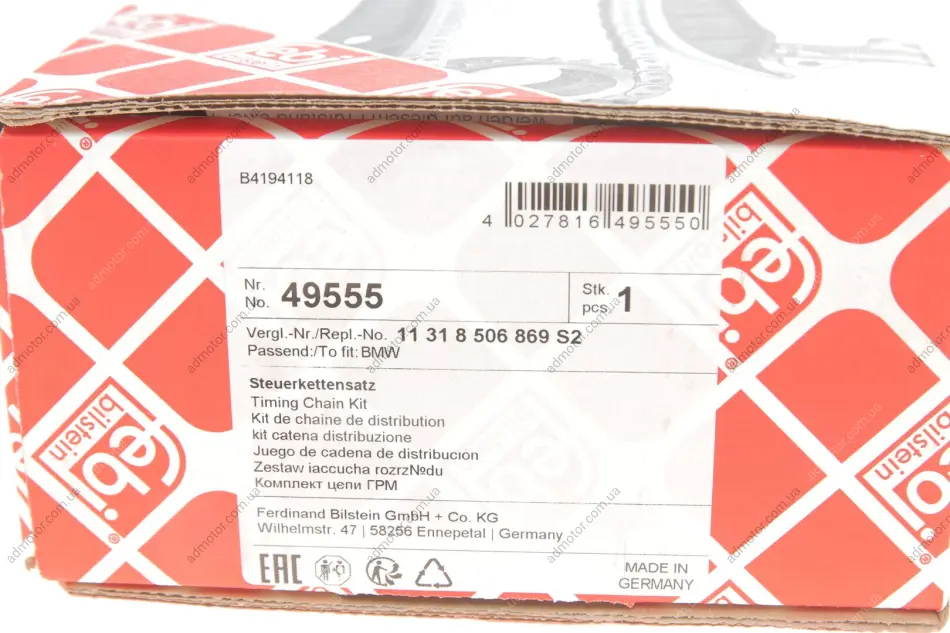 febi
bilstein
B4194118
4 027816 495550
Nr.
No. 49555
Stk.
pcs. 1
Vergl.-Nr./Repl.-No. 11 31 8 506 869 S2
Passend:/To fit: BMW
Steuerkettensatz
Timing Chain Kit
Kit de chaine de distribution
kit catena distribuzione
Juego de cadena de distribucion
Zestaw iaccucha rozrz№du
Комплект цепи ГРМ
Ferdinand Bilstein GmbH + Co. KG
Wilhelmstr. 47 | 58256 Ennepetal | Germany
EAC
MADE IN
GERMANY
febi
bilstein
febi
bilstein
febi
bilstein
admotor.com.ua